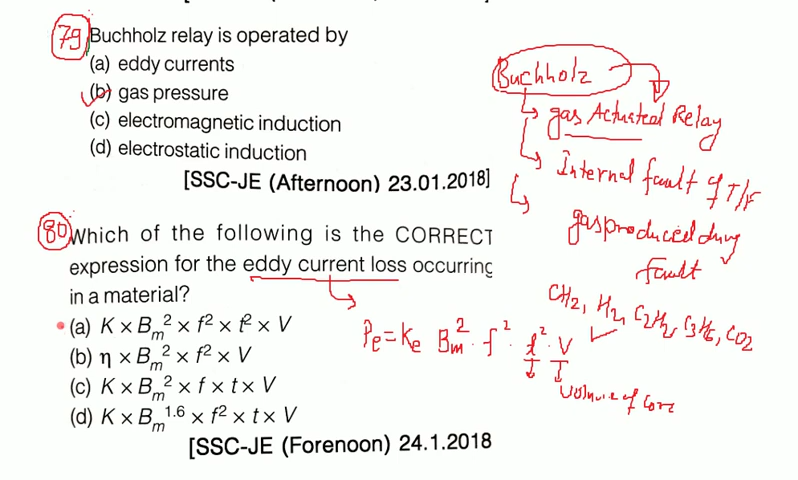 79 Buchholz relay is operated by
(a) eddy currents
(b) gas pressure
(c) electromagnetic induction
(d) electrostatic induction
[SSC-JE (Afternoon) 23.01.2018]
80 Which of the following is the CORRECT
expression for the eddy current loss occurring
in a material?
(a) K × Bm² × f² × t² × V
(b) η × Bm² × f² × V
(c) K × Bm² × f × t × V
(d) K × Bm¹·⁶ × f² × t × V
[SSC-JE (Forenoon) 24.1.2018
Buchholz
gas Actuated Relay
Internal fault of T/F
gas produced during
fault
CH2, H2, C2H2, C3H6, CO2
Pe = Ke Bm² · f² · t² · V
Volume of core